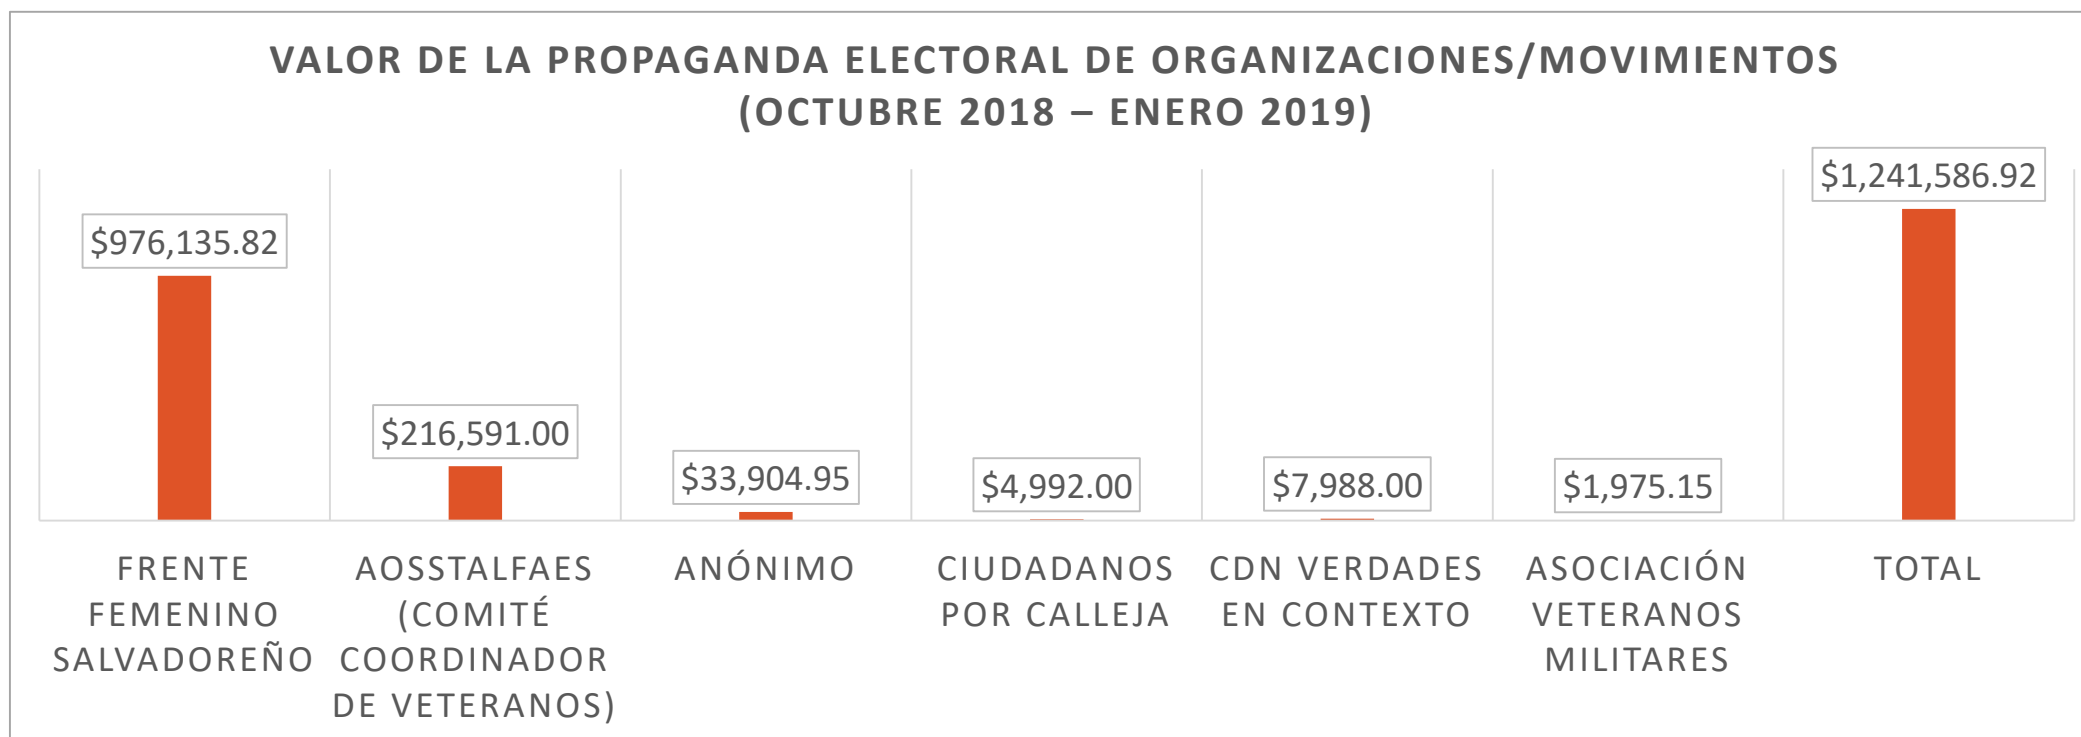 VALOR DE LA PROPAGANDA ELECTORAL DE ORGANIZACIONES/MOVIMIENTOS
(OCTUBRE 2018 – ENERO 2019)
$976,135.82
$216,591.00
$33,904.95
$4,992.00
$7,988.00
$1,975.15
$1,241,586.92
FRENTE
FEMENINO
SALVADOREÑO
AOSSTALFAES
(COMITÉ
COORDINADOR
DE VETERANOS)
ANÓNIMO
CIUDADANOS
POR CALLEJA
CDN VERDADES
EN CONTEXTO
ASOCIACIÓN
VETERANOS
MILITARES
TOTAL